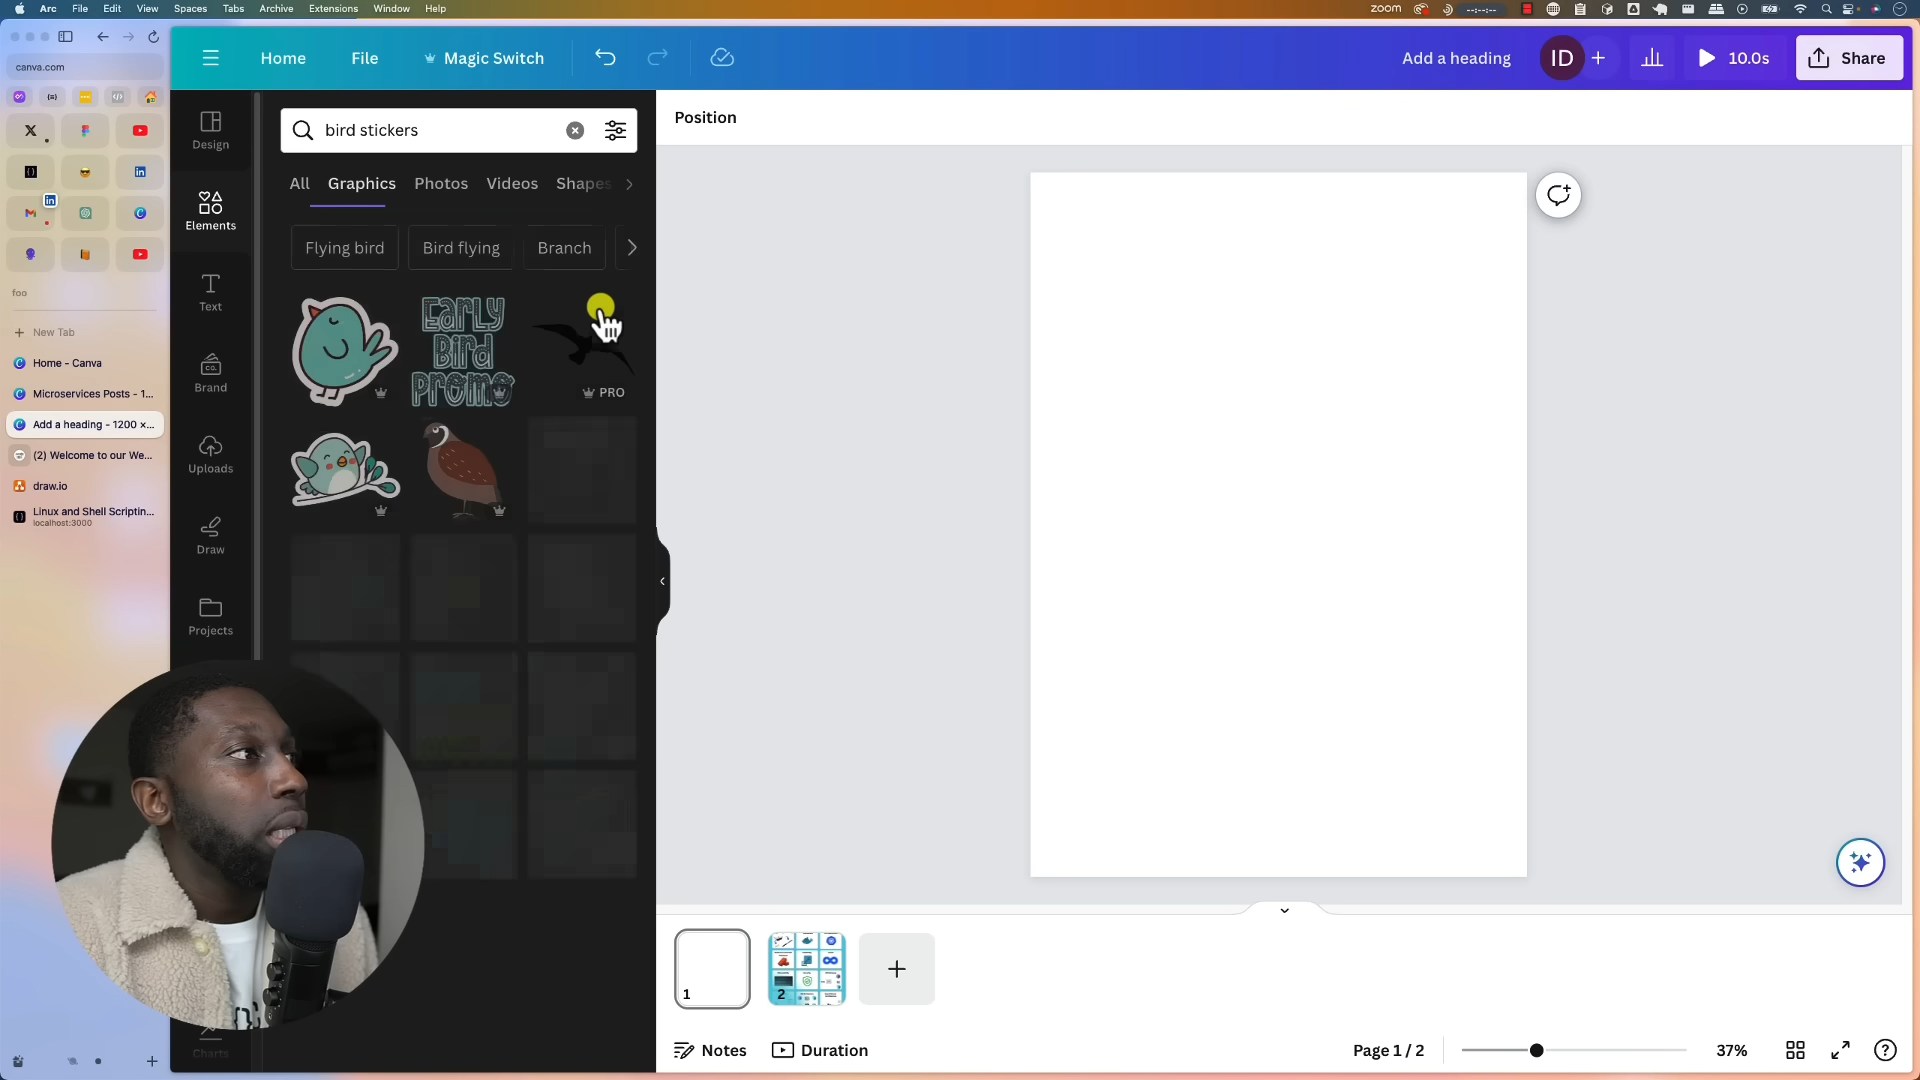 Arc File Edit View Spaces Tabs Archive Extensions Window Help
zoom
--:--:--
canva.com
Home File Magic Switch
Add a heading
ID
10.0s
Share
Design
Elements
Text
Brand
Uploads
Draw
Projects
Charts
bird stickers
All Graphics Photos Videos Shapes
Flying bird Bird flying Branch
Early
Bird
Promo
PRO
Position
foo
New Tab
Home - Canva
Microservices Posts - 1...
Add a heading - 1200 ×...
(2) Welcome to our We...
draw.io
Linux and Shell Scriptin...
localhost:3000
1
2
Notes Duration
Page 1 / 2
37%